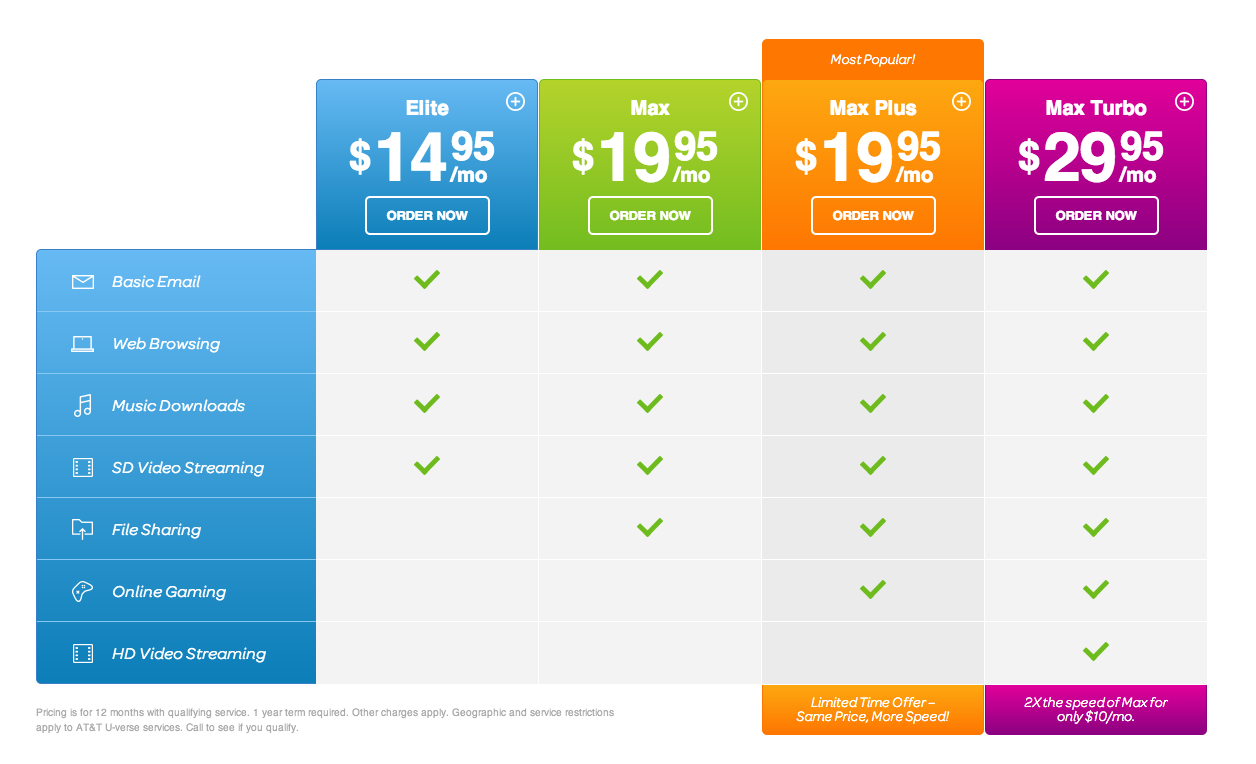 Most Popular!
Elite
$14.95/mo
ORDER NOW
Max
$19.95/mo
ORDER NOW
Max Plus
$19.95/mo
ORDER NOW
Max Turbo
$29.95/mo
ORDER NOW
Basic Email
Web Browsing
Music Downloads
SD Video Streaming
File Sharing
Online Gaming
HD Video Streaming
Pricing is for 12 months with qualifying service. 1 year term required. Other charges apply. Geographic and service restrictions
apply to AT&T U-verse services. Call to see if you qualify.
Limited Time Offer –
Same Price, More Speed!
2X the speed of Max for
only $10/mo.